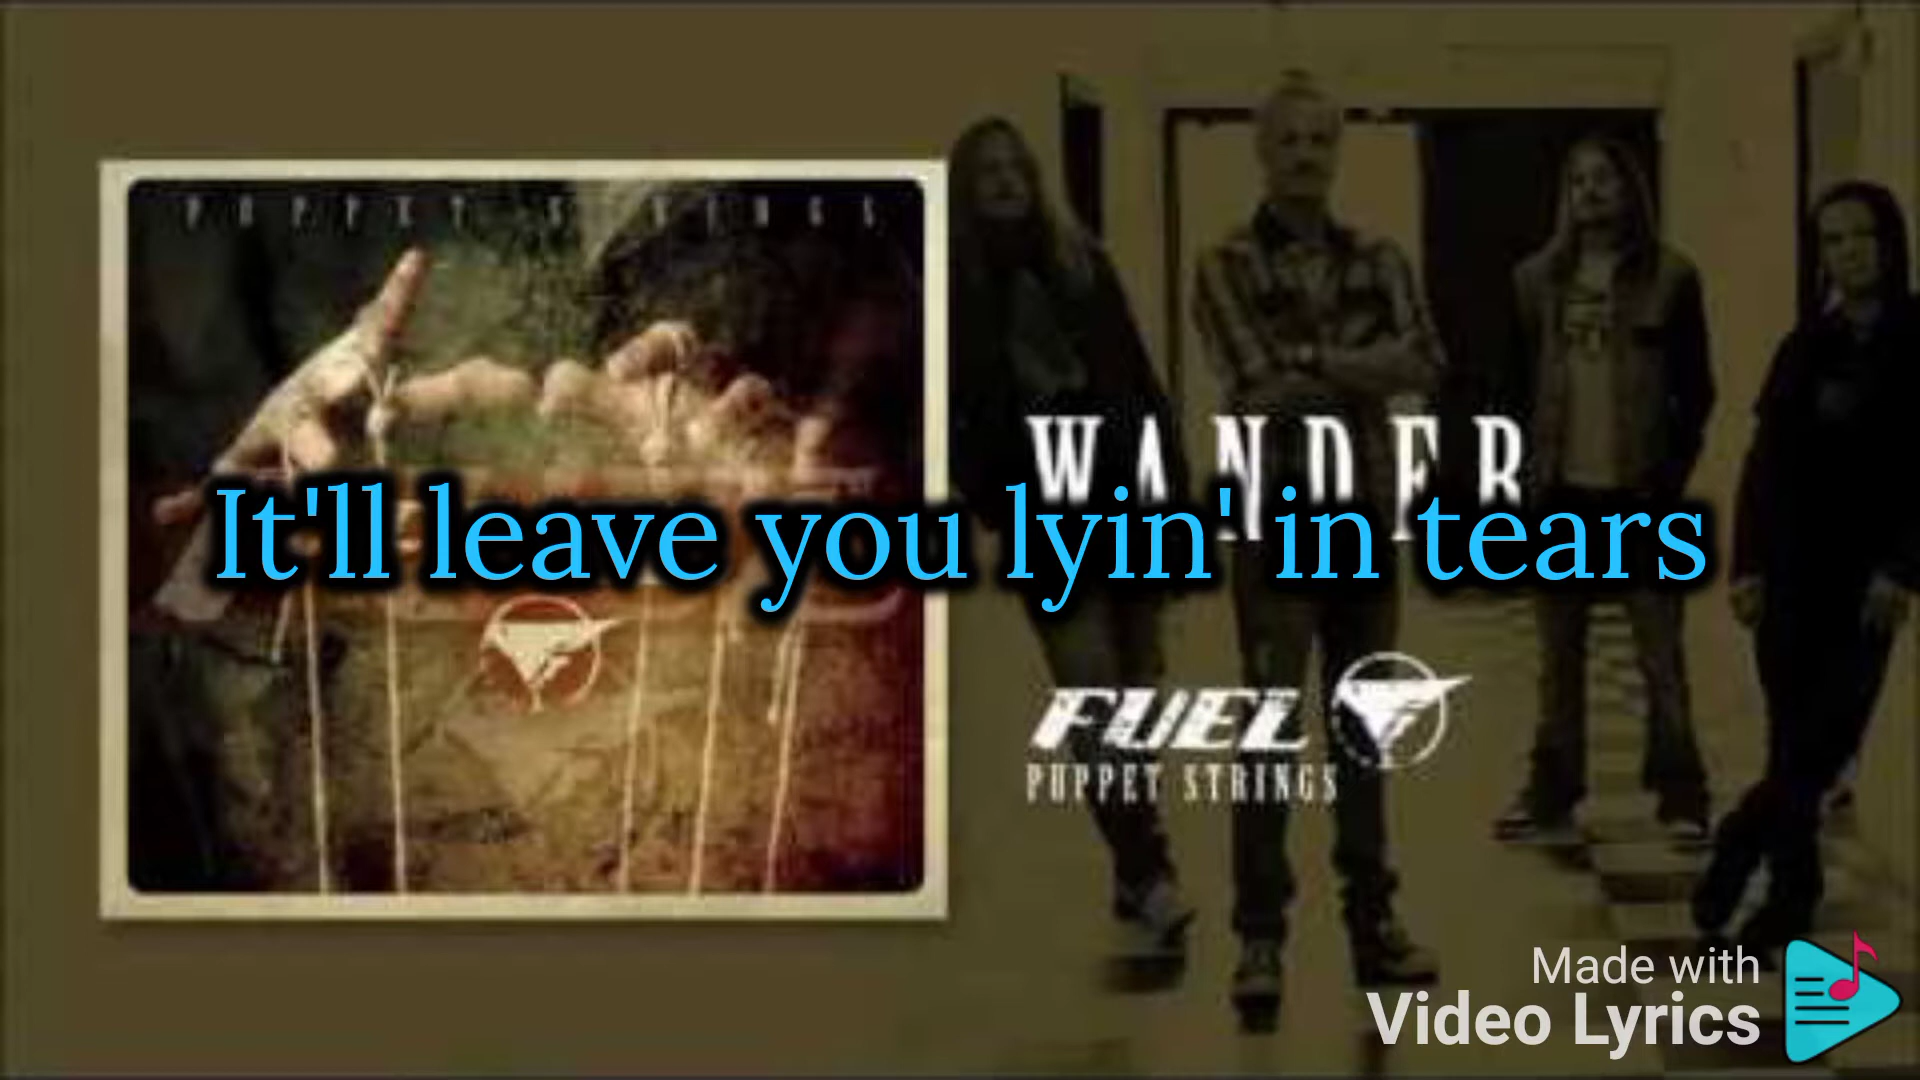 PUPPET STRINGS
WANDER
It'll leave you lyin' in tears
FUEL
PUPPET STRINGS
Made with
Video Lyrics